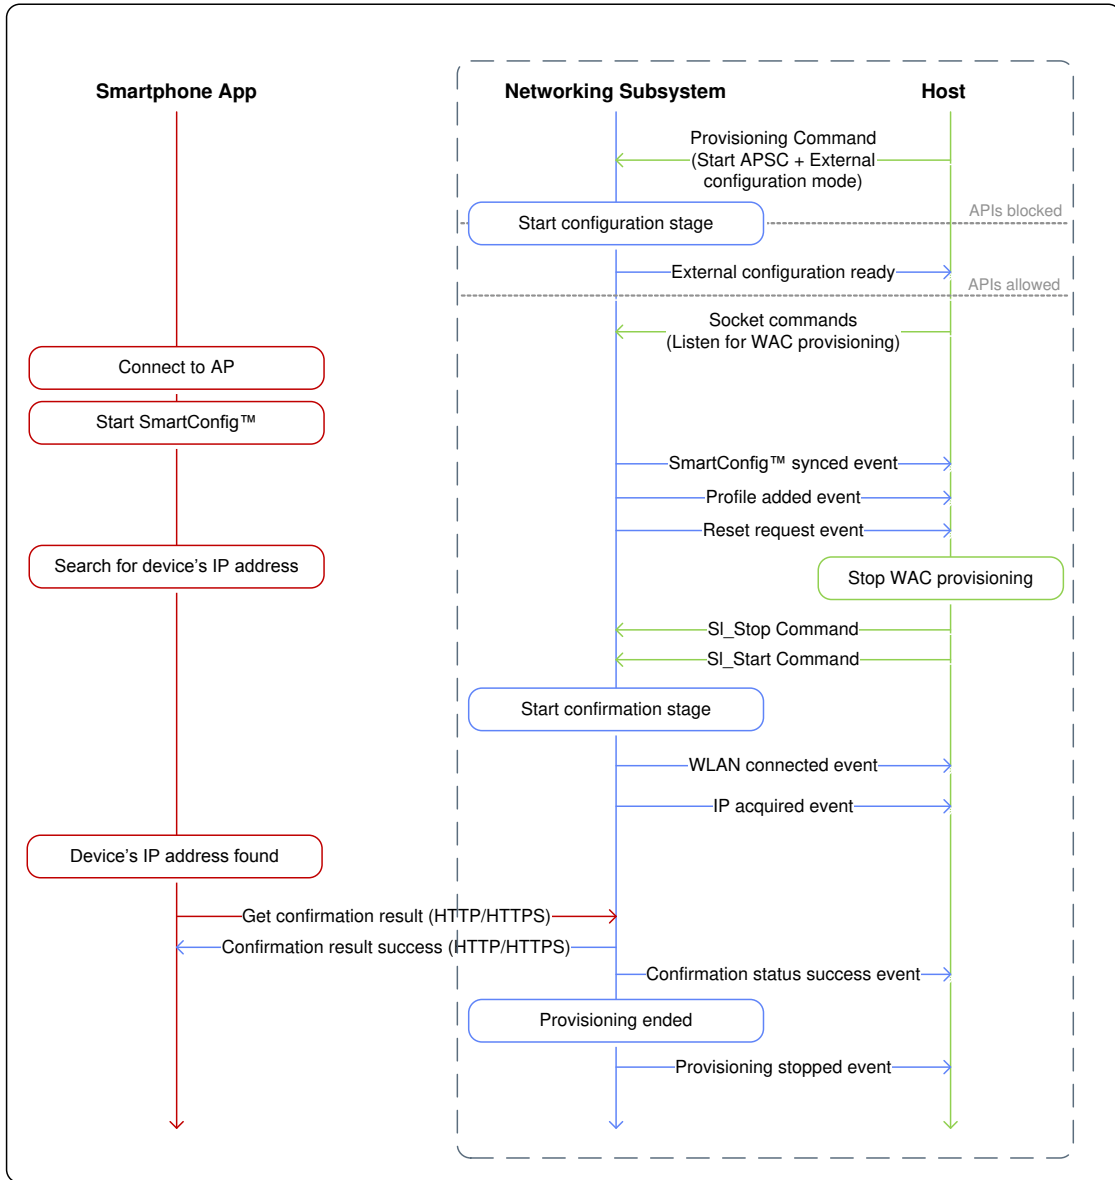 Smartphone App
Networking Subsystem
Host
Provisioning Command
(Start APSC + External
configuration mode)
APIs blocked
Start configuration stage
External configuration ready
APIs allowed
Socket commands
(Listen for WAC provisioning)
Connect to AP
Start SmartConfig™
SmartConfig™ synced event
Profile added event
Reset request event
Search for device’s IP address
Stop WAC provisioning
Sl_Stop Command
Sl_Start Command
Start confirmation stage
WLAN connected event
IP acquired event
Device’s IP address found
Get confirmation result (HTTP/HTTPS)
Confirmation result success (HTTP/HTTPS)
Confirmation status success event
Provisioning ended
Provisioning stopped event